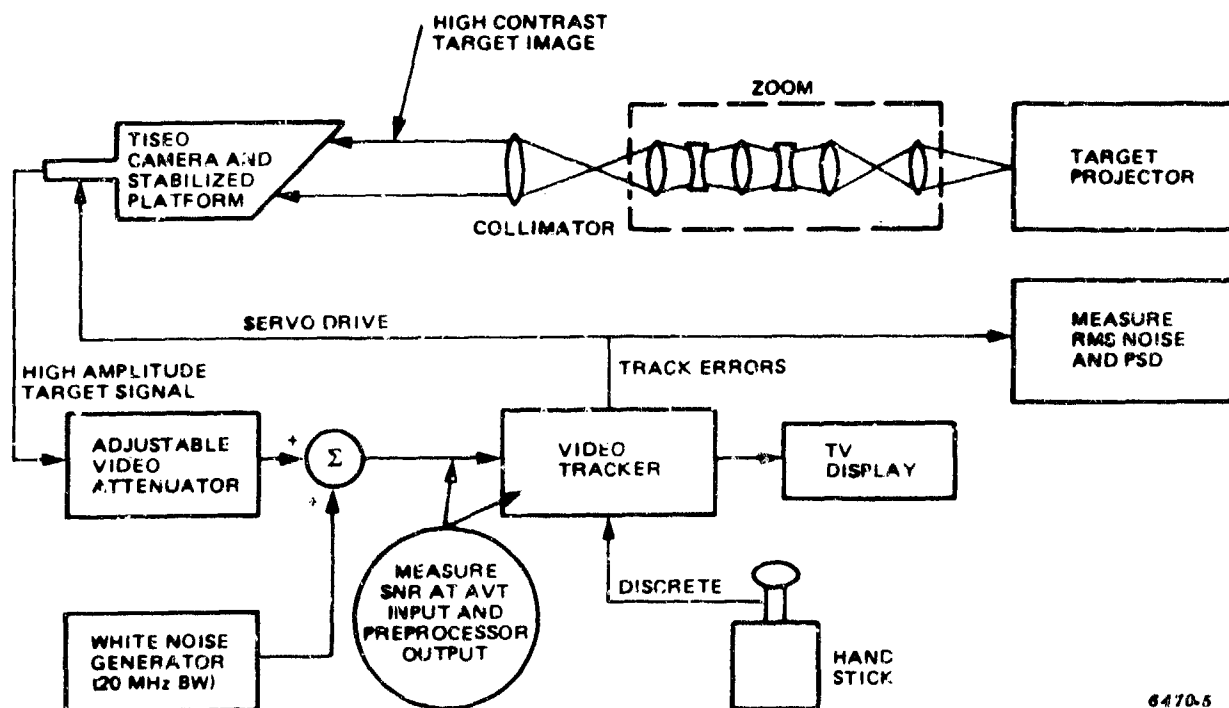 HIGH CONTRAST
TARGET IMAGE
ZOOM
TISEO
CAMERA AND
STABILIZED
PLATFORM
COLLIMATOR
TARGET
PROJECTOR
SERVO DRIVE
TRACK ERRORS
MEASURE
RMS NOISE
AND PSD
HIGH AMPLITUDE
TARGET SIGNAL
ADJUSTABLE
VIDEO
ATTENUATOR
+
Σ
+
VIDEO
TRACKER
TV
DISPLAY
MEASURE
SNR AT AVT
INPUT AND
PREPROCESSOR
OUTPUT
DISCRETE
WHITE NOISE
GENERATOR
(20 MHz BW)
HAND
STICK
6470-5